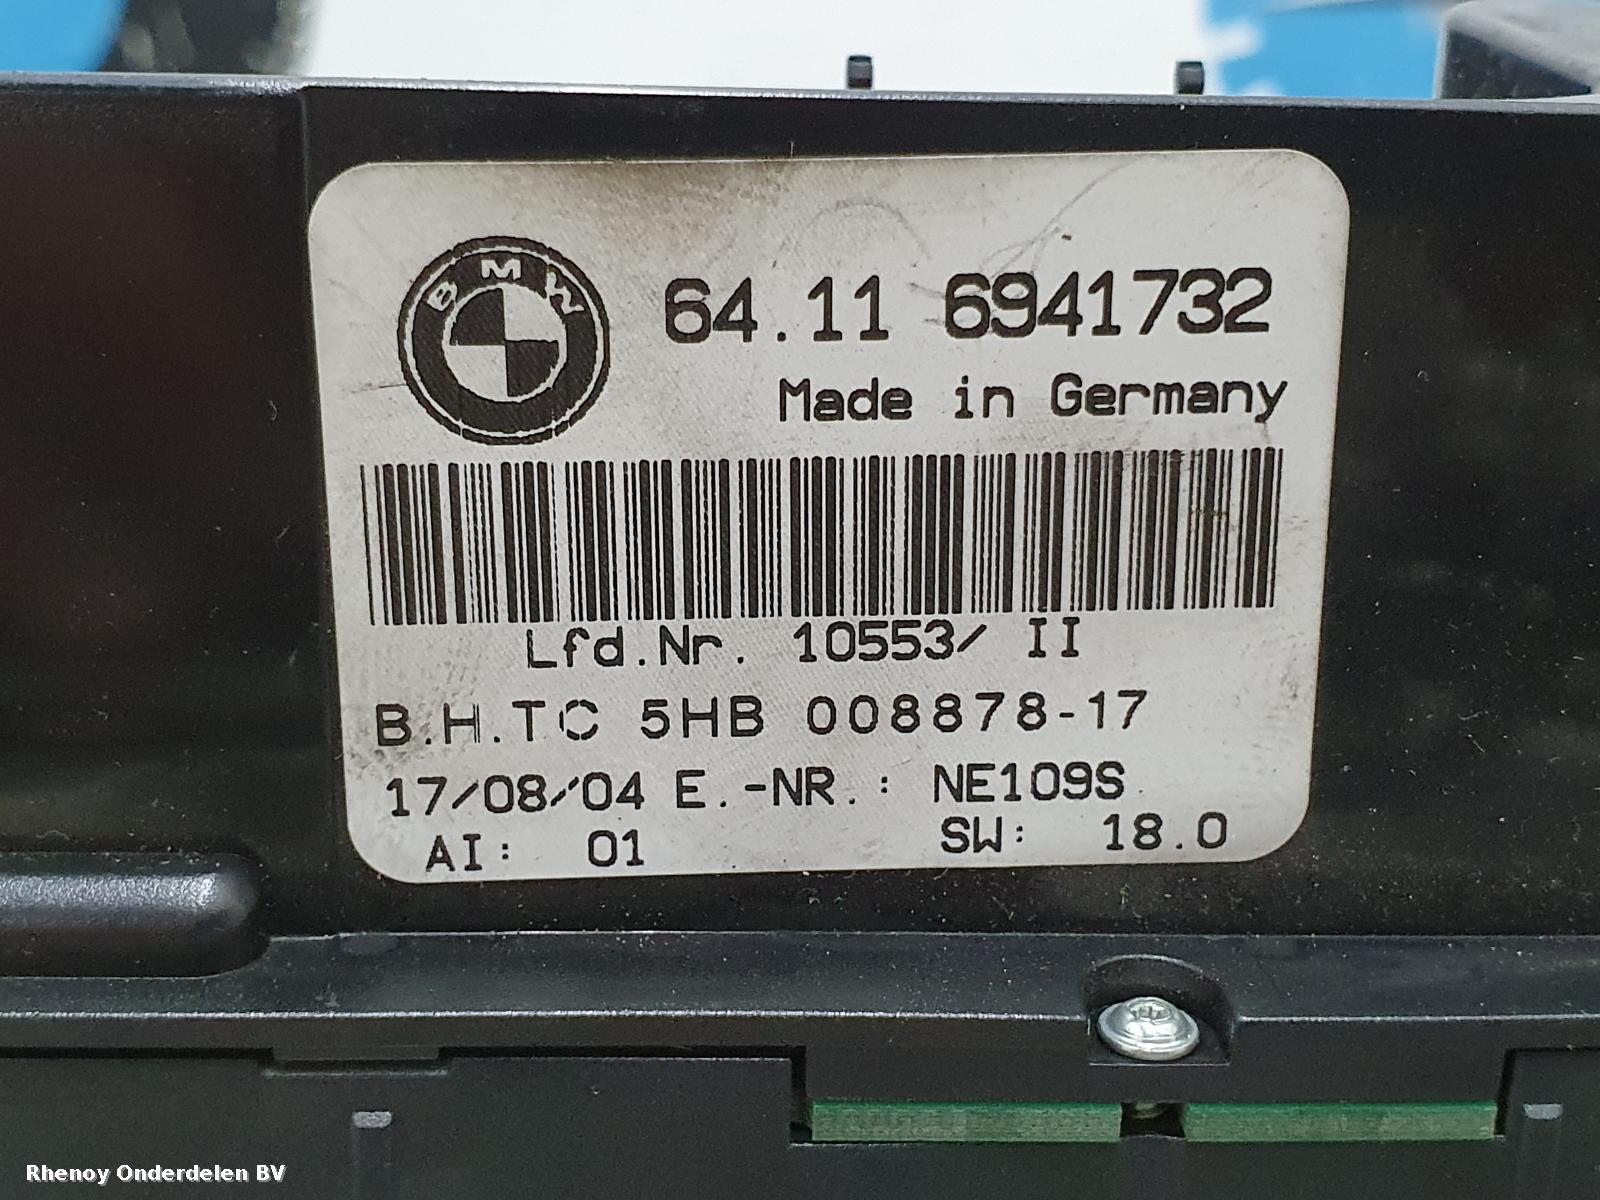 BMW
64.11 6941732
Made in Germany
Lfd.Nr. 10553/ II
B.H.TC 5HB 008878-17
17/08/04 E.-NR.: NE109S
AI: 01 SW: 18.0
Rhenoy Onderdelen BV